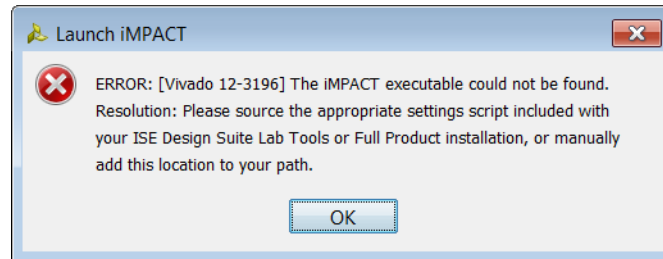 Launch iMPACT
ERROR: [Vivado 12-3196] The iMPACT executable could not be found.
Resolution: Please source the appropriate settings script included with
your ISE Design Suite Lab Tools or Full Product installation, or manually
add this location to your path.
OK